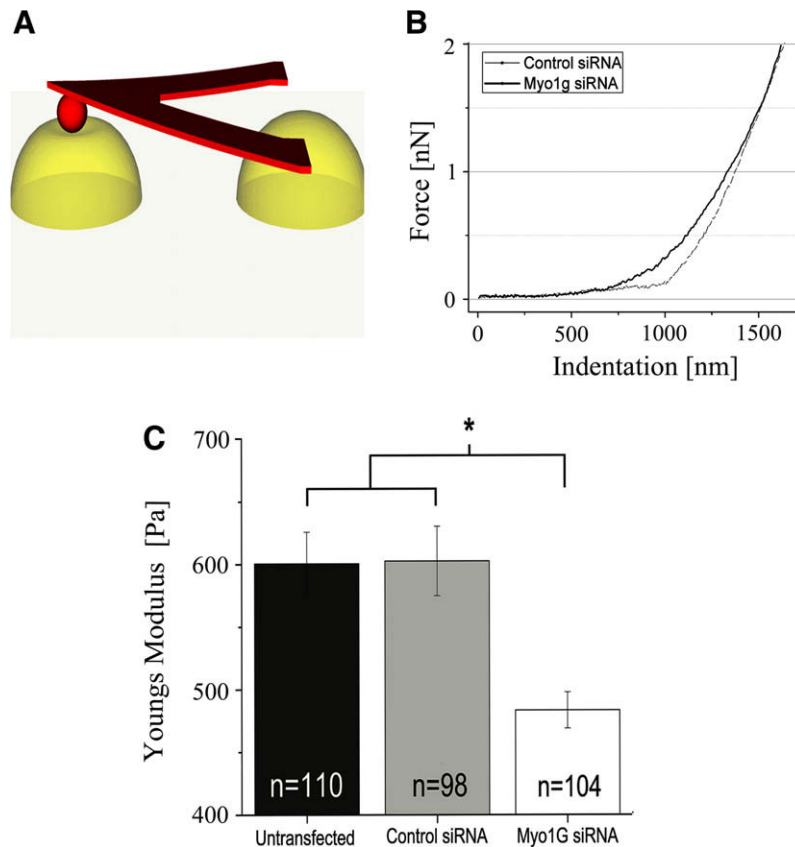 A
B
2
1
0
Force [nN]
Control siRNA
Myo1g siRNA
0
500
1000
1500
Indentation [nm]
C
700
600
500
400
Youngs Modulus [Pa]
*
n=110
n=98
n=104
Untransfected
Control siRNA
Myo1G siRNA